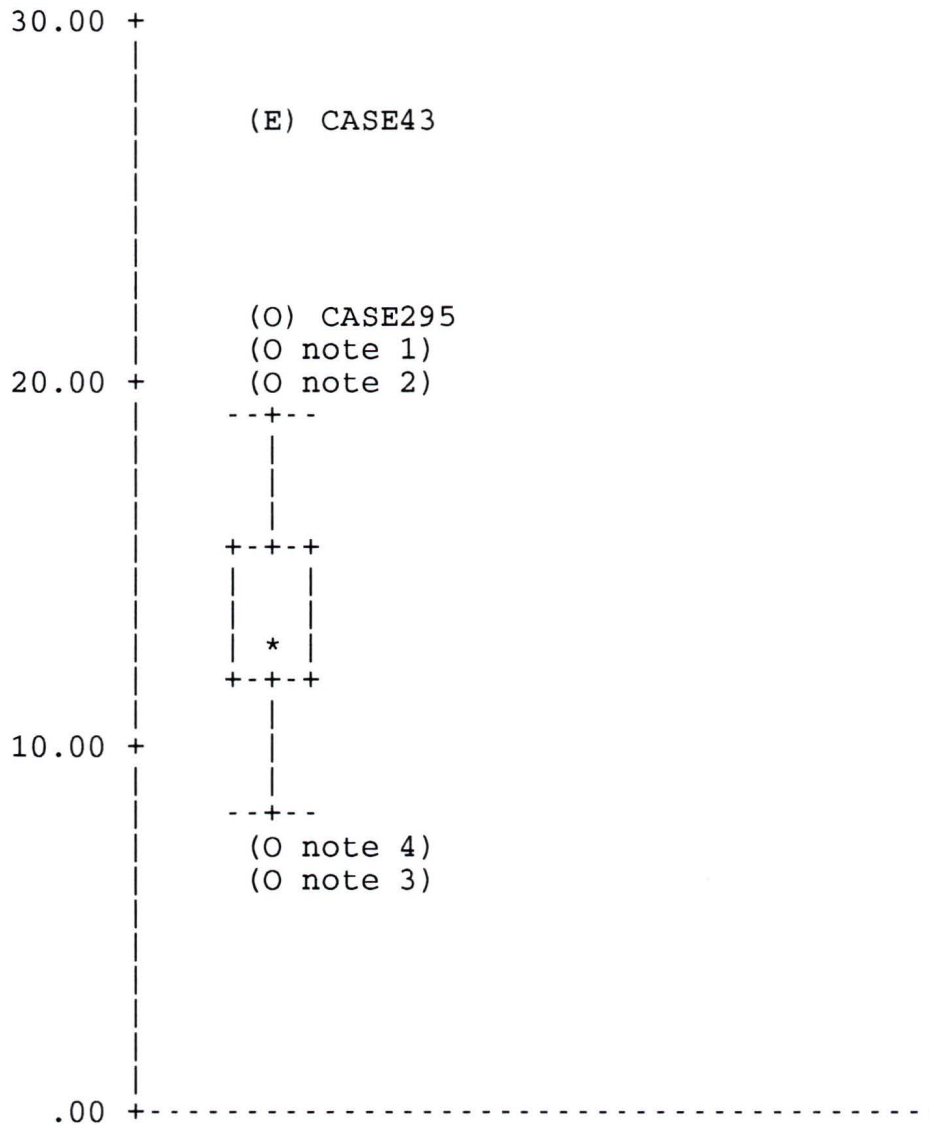 30.00 +
(E) CASE43
(O) CASE295
(O note 1)
20.00 + (O note 2)
--+--
+-+-+
*
+-+-+
10.00 +
--+--
(O note 4)
(O note 3)
.00 +----------------------------------